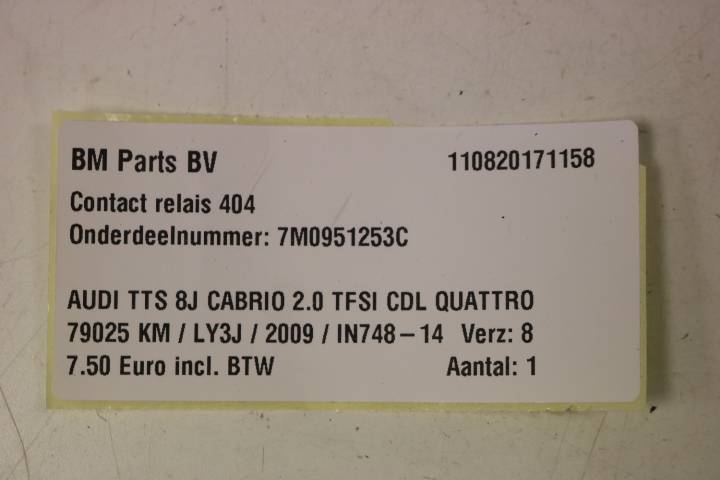 BM Parts BV 110820171158
Contact relais 404
Onderdeelnummer: 7M0951253C
AUDI TTS 8J CABRIO 2.0 TFSI CDL QUATTRO
79025 KM / LY3J / 2009 / IN748-14 Verz: 8
7.50 Euro incl. BTW Aantal: 1